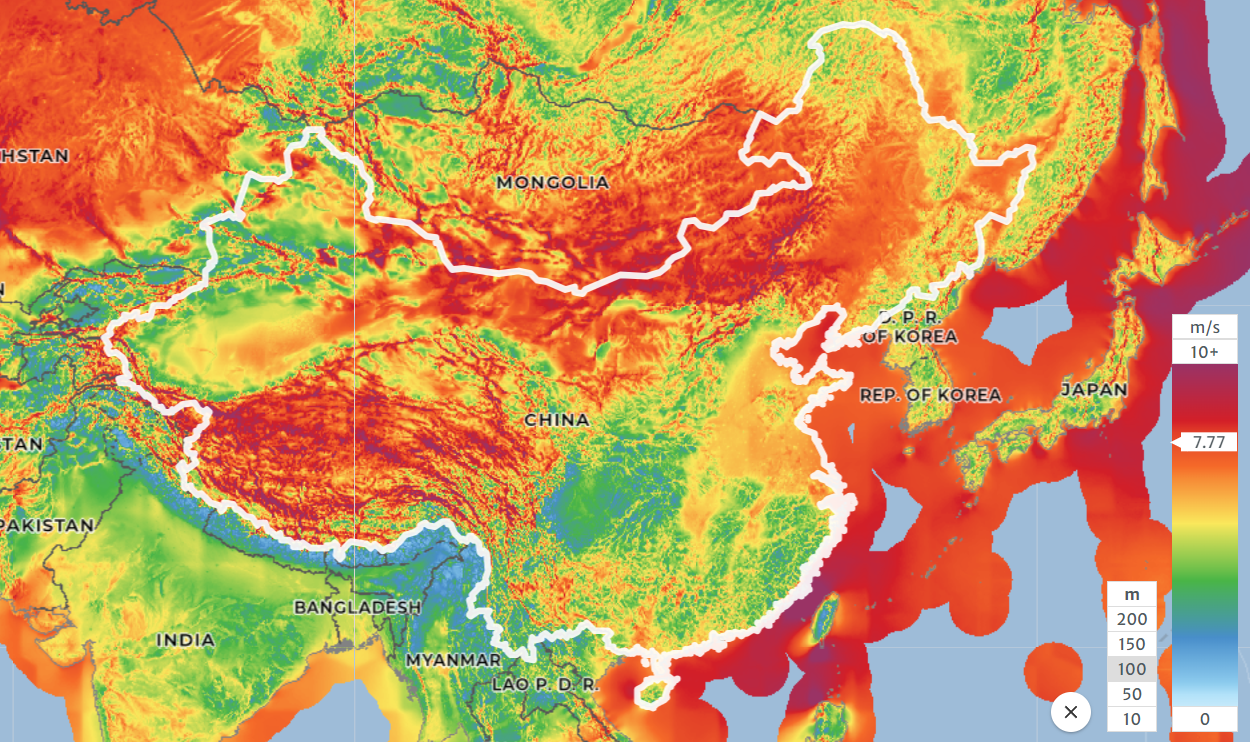 HSTAN
MONGOLIA
N
D. P. R.
OF KOREA
REP. OF KOREA
JAPAN
CHINA
TAN
PAKISTAN
BANGLADESH
INDIA
MYANMAR
LAO P. D. R.
m/s
10+
7.77
0
m
200
150
100
50
10